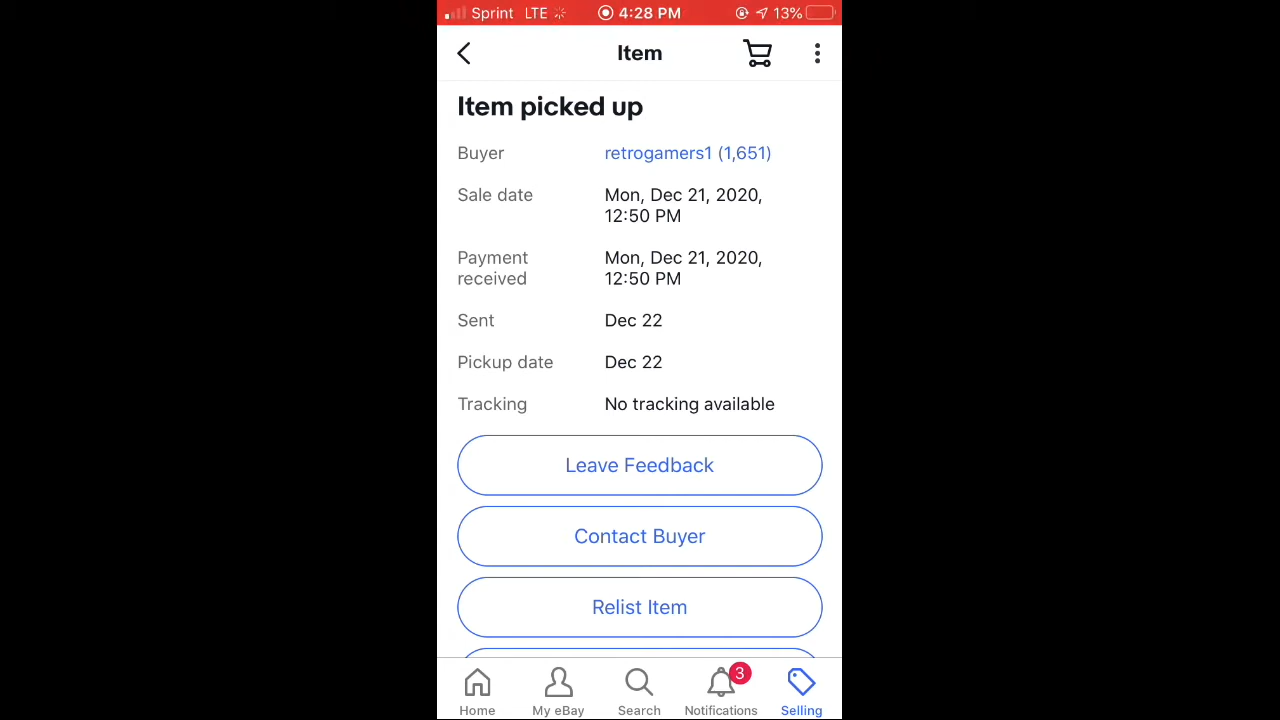 Sprint LTE 4:28 PM 13%
Item
Item picked up
Buyer retrogamers1 (1,651)
Sale date Mon, Dec 21, 2020,
12:50 PM
Payment Mon, Dec 21, 2020,
received 12:50 PM
Sent Dec 22
Pickup date Dec 22
Tracking No tracking available
Leave Feedback
Contact Buyer
Relist Item
3
Home My eBay Search Notifications Selling